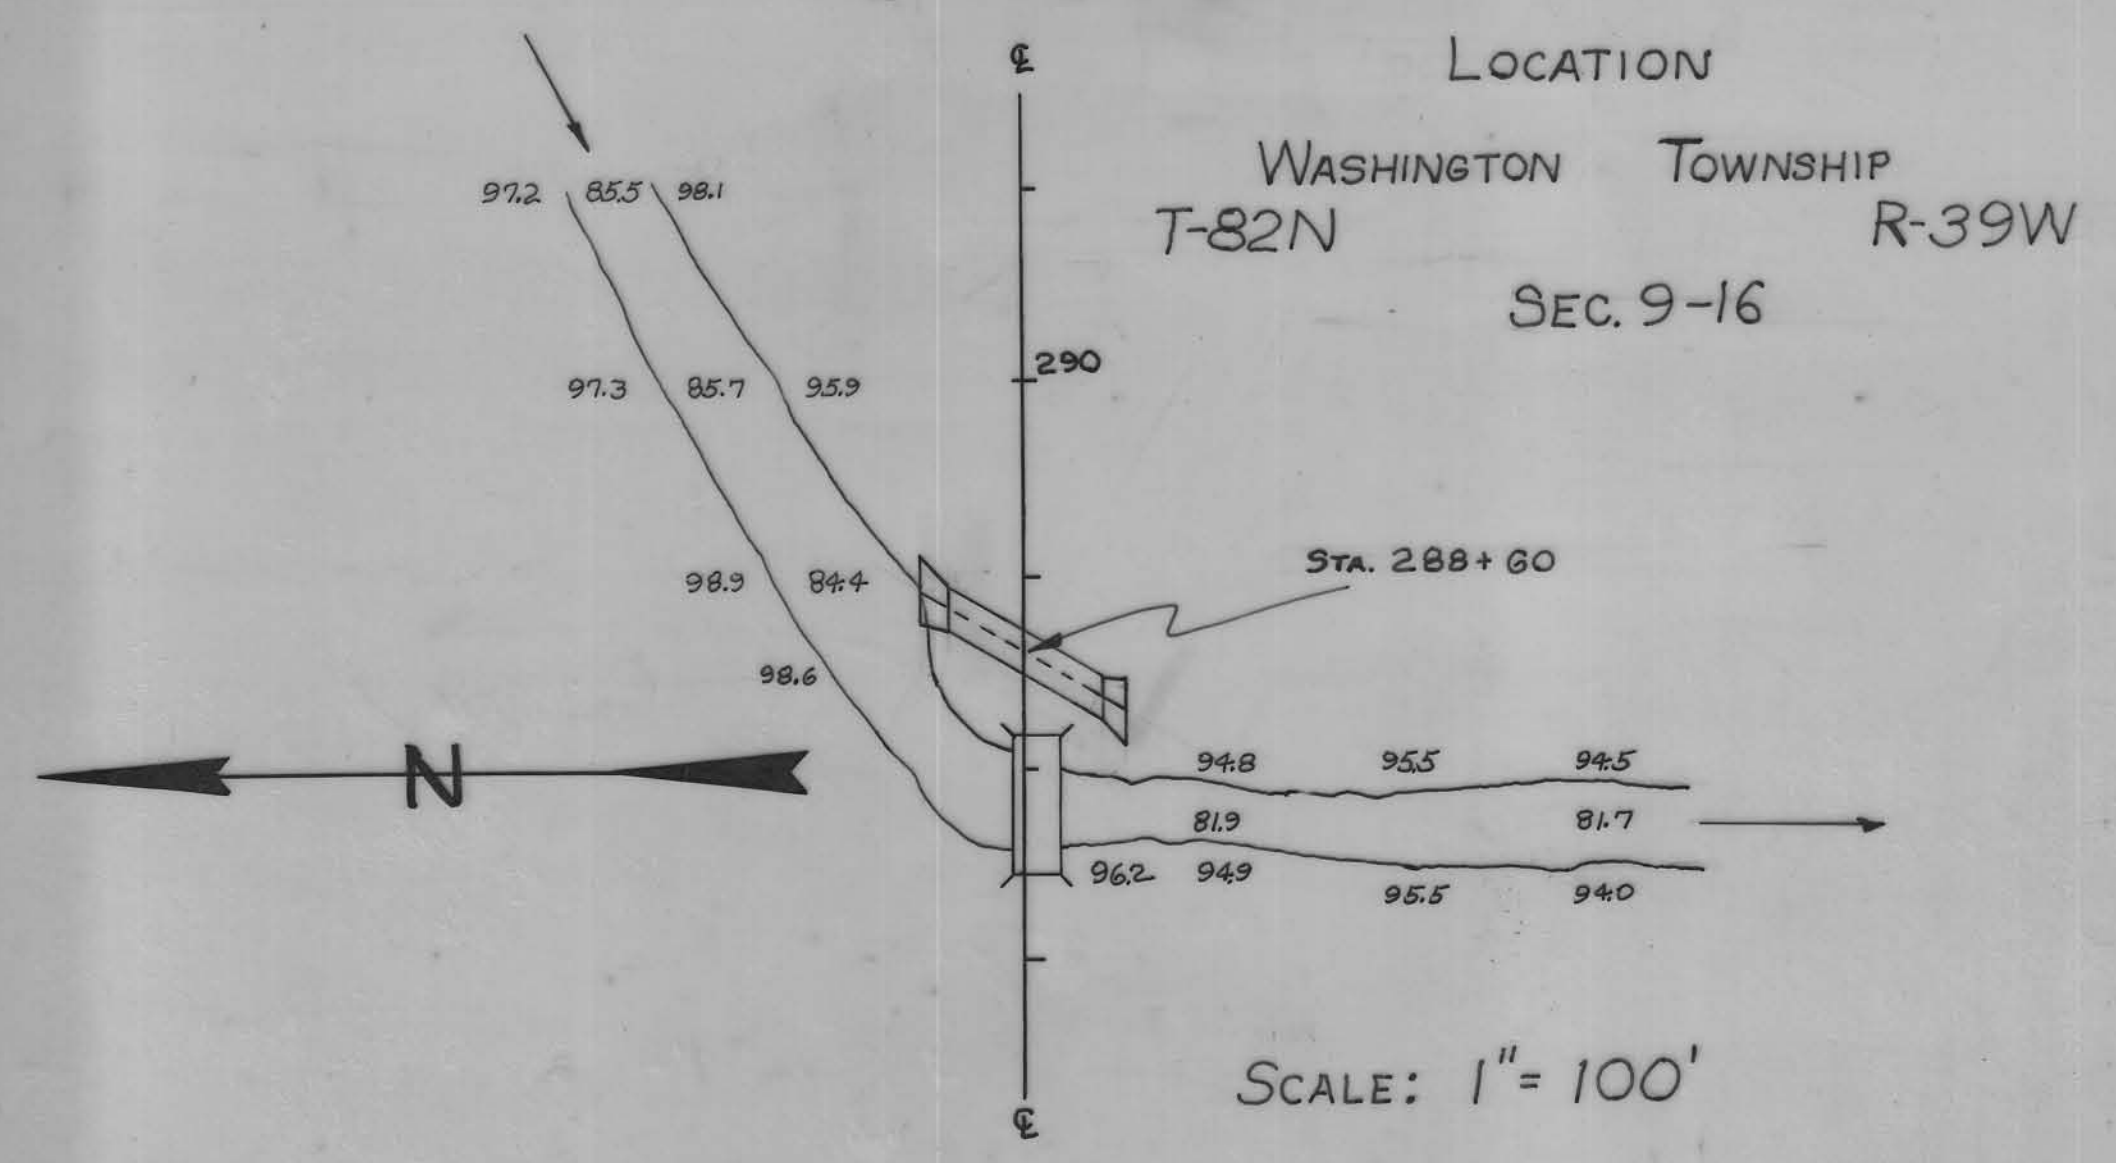 ℄
LOCATION
WASHINGTON TOWNSHIP
T-82N R-39W
SEC. 9-16
97.2 85.5 98.1
290
97.3 85.7 95.9
STA. 288+60
98.9 84.4
98.6
N
94.8 95.5 94.5
81.9 81.7
96.2 94.9
95.5 94.0
SCALE: 1"= 100'
℄